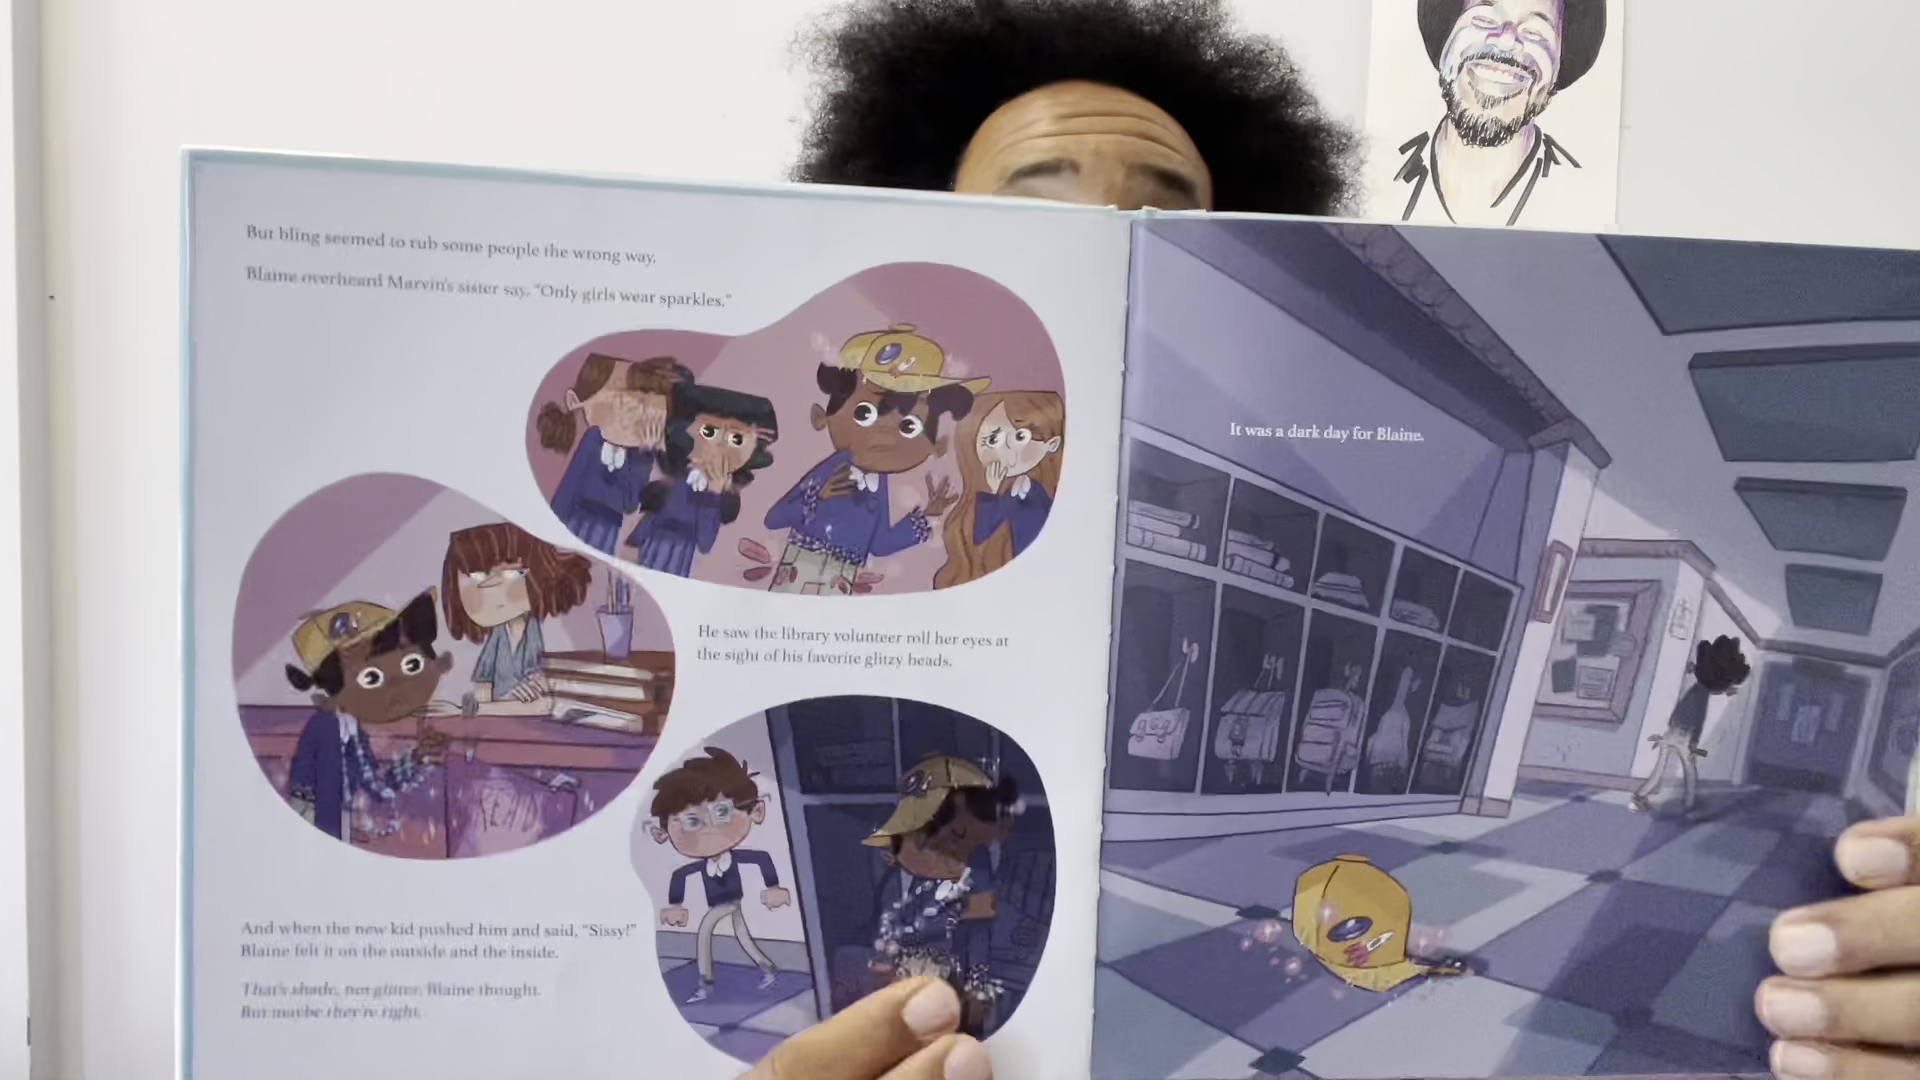 But bling seemed to rub some people the wrong way.
Blaine overheard Marvin's sister say, "Only girls wear sparkles."
He saw the library volunteer roll her eyes at
the sight of his favorite glitzy beads.
READ
And when the new kid pushed him and said, "Sissy!"
Blaine felt it on the outside and the inside.
That's shade, not glitter, Blaine thought.
But maybe they're right.
It was a dark day for Blaine.